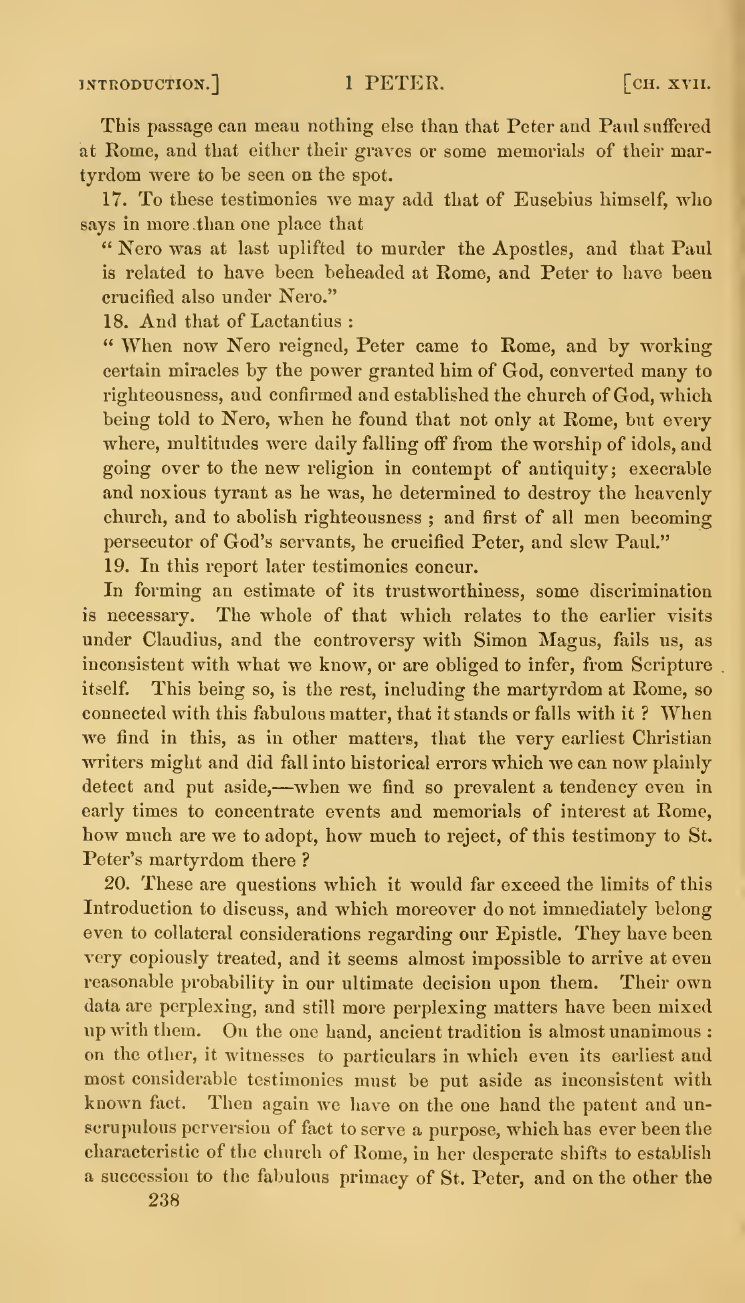 INTRODUCTION.] 1 PETER. [CH. XVII.
This passage can mean nothing else than that Peter and Paul suffered
at Rome, and that either their graves or some memorials of their mar-
tyrdom were to be seen on the spot.
17. To these testimonies we may add that of Eusebius himself, who
says in more than one place that
“ Nero was at last uplifted to murder the Apostles, and that Paul
is related to have been beheaded at Rome, and Peter to have been
crucified also under Nero.”
18. And that of Lactantius :
“ When now Nero reigned, Peter came to Rome, and by working
certain miracles by the power granted him of God, converted many to
righteousness, and confirmed and established the church of God, which
being told to Nero, when he found that not only at Rome, but every
where, multitudes were daily falling off from the worship of idols, and
going over to the new religion in contempt of antiquity; execrable
and noxious tyrant as he was, he determined to destroy the heavenly
church, and to abolish righteousness ; and first of all men becoming
persecutor of God’s servants, he crucified Peter, and slew Paul.”
19. In this report later testimonies concur.
In forming an estimate of its trustworthiness, some discrimination
is necessary. The whole of that which relates to the earlier visits
under Claudius, and the controversy with Simon Magus, fails us, as
inconsistent with what we know, or are obliged to infer, from Scripture
itself. This being so, is the rest, including the martyrdom at Rome, so
connected with this fabulous matter, that it stands or falls with it ? When
we find in this, as in other matters, that the very earliest Christian
writers might and did fall into historical errors which we can now plainly
detect and put aside,—when we find so prevalent a tendency even in
early times to concentrate events and memorials of interest at Rome,
how much are we to adopt, how much to reject, of this testimony to St.
Peter’s martyrdom there ?
20. These are questions which it would far exceed the limits of this
Introduction to discuss, and which moreover do not immediately belong
even to collateral considerations regarding our Epistle. They have been
very copiously treated, and it seems almost impossible to arrive at even
reasonable probability in our ultimate decision upon them. Their own
data are perplexing, and still more perplexing matters have been mixed
up with them. On the one hand, ancient tradition is almost unanimous :
on the other, it witnesses to particulars in which even its earliest and
most considerable testimonies must be put aside as inconsistent with
known fact. Then again we have on the one hand the patent and un-
scrupulous perversion of fact to serve a purpose, which has ever been the
characteristic of the church of Rome, in her desperate shifts to establish
a succession to the fabulous primacy of St. Peter, and on the other the
238